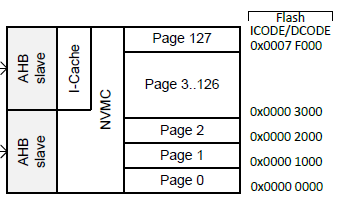 Flash
ICODE/DCODE
0x0007 F000
AHB
slave
I-Cache
NVMC
Page 127
Page 3..126
0x0000 3000
AHB
slave
Page 2
0x0000 2000
Page 1
0x0000 1000
Page 0
0x0000 0000